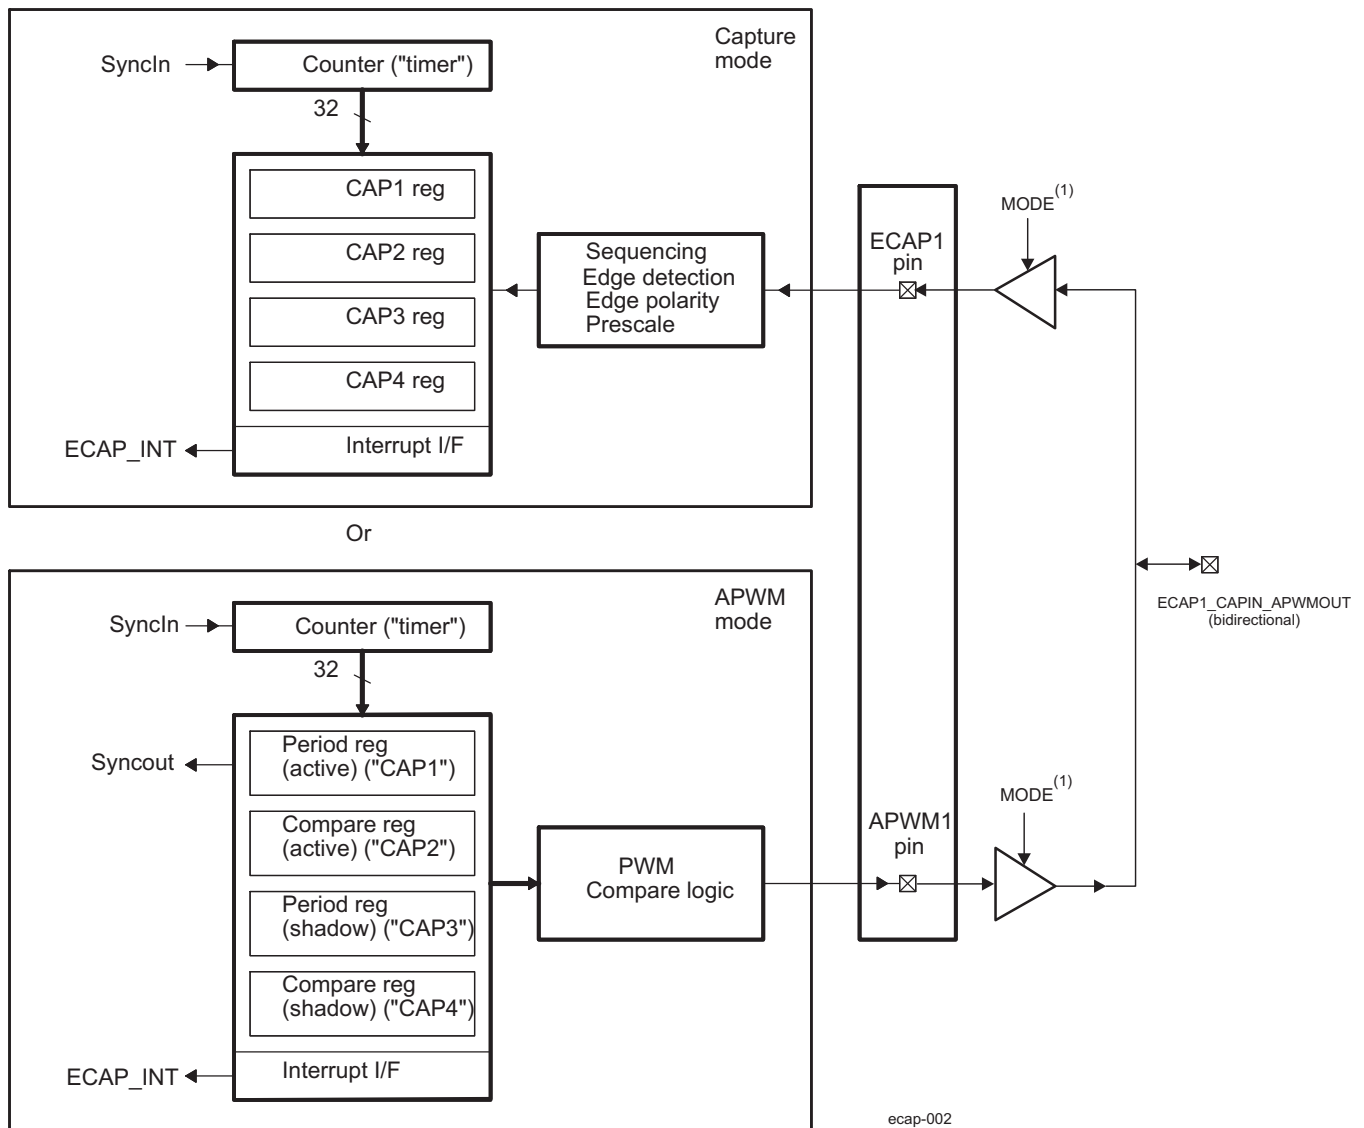 Capture
mode
SyncIn
Counter ("timer")
32
CAP1 reg
CAP2 reg
CAP3 reg
CAP4 reg
Interrupt I/F
ECAP_INT
Sequencing
Edge detection
Edge polarity
Prescale
ECAP1
pin
MODE(1)
Or
ECAP1_CAPIN_APWMOUT
(bidirectional)
APWM
mode
SyncIn
Counter ("timer")
32
Syncout
Period reg
(active) ("CAP1")
Compare reg
(active) ("CAP2")
Period reg
(shadow) ("CAP3")
Compare reg
(shadow) ("CAP4")
Interrupt I/F
ECAP_INT
PWM
Compare logic
APWM1
pin
MODE(1)
ecap-002